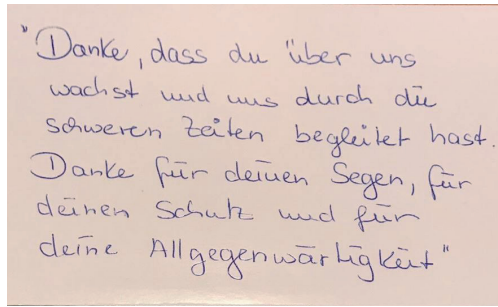 "Danke, dass du über uns
wachst und uns durch die
schweren Zeiten begleitet hast.
Danke für deinen Segen, für
deinen Schutz und für
deine Allgegenwärtigkeit"